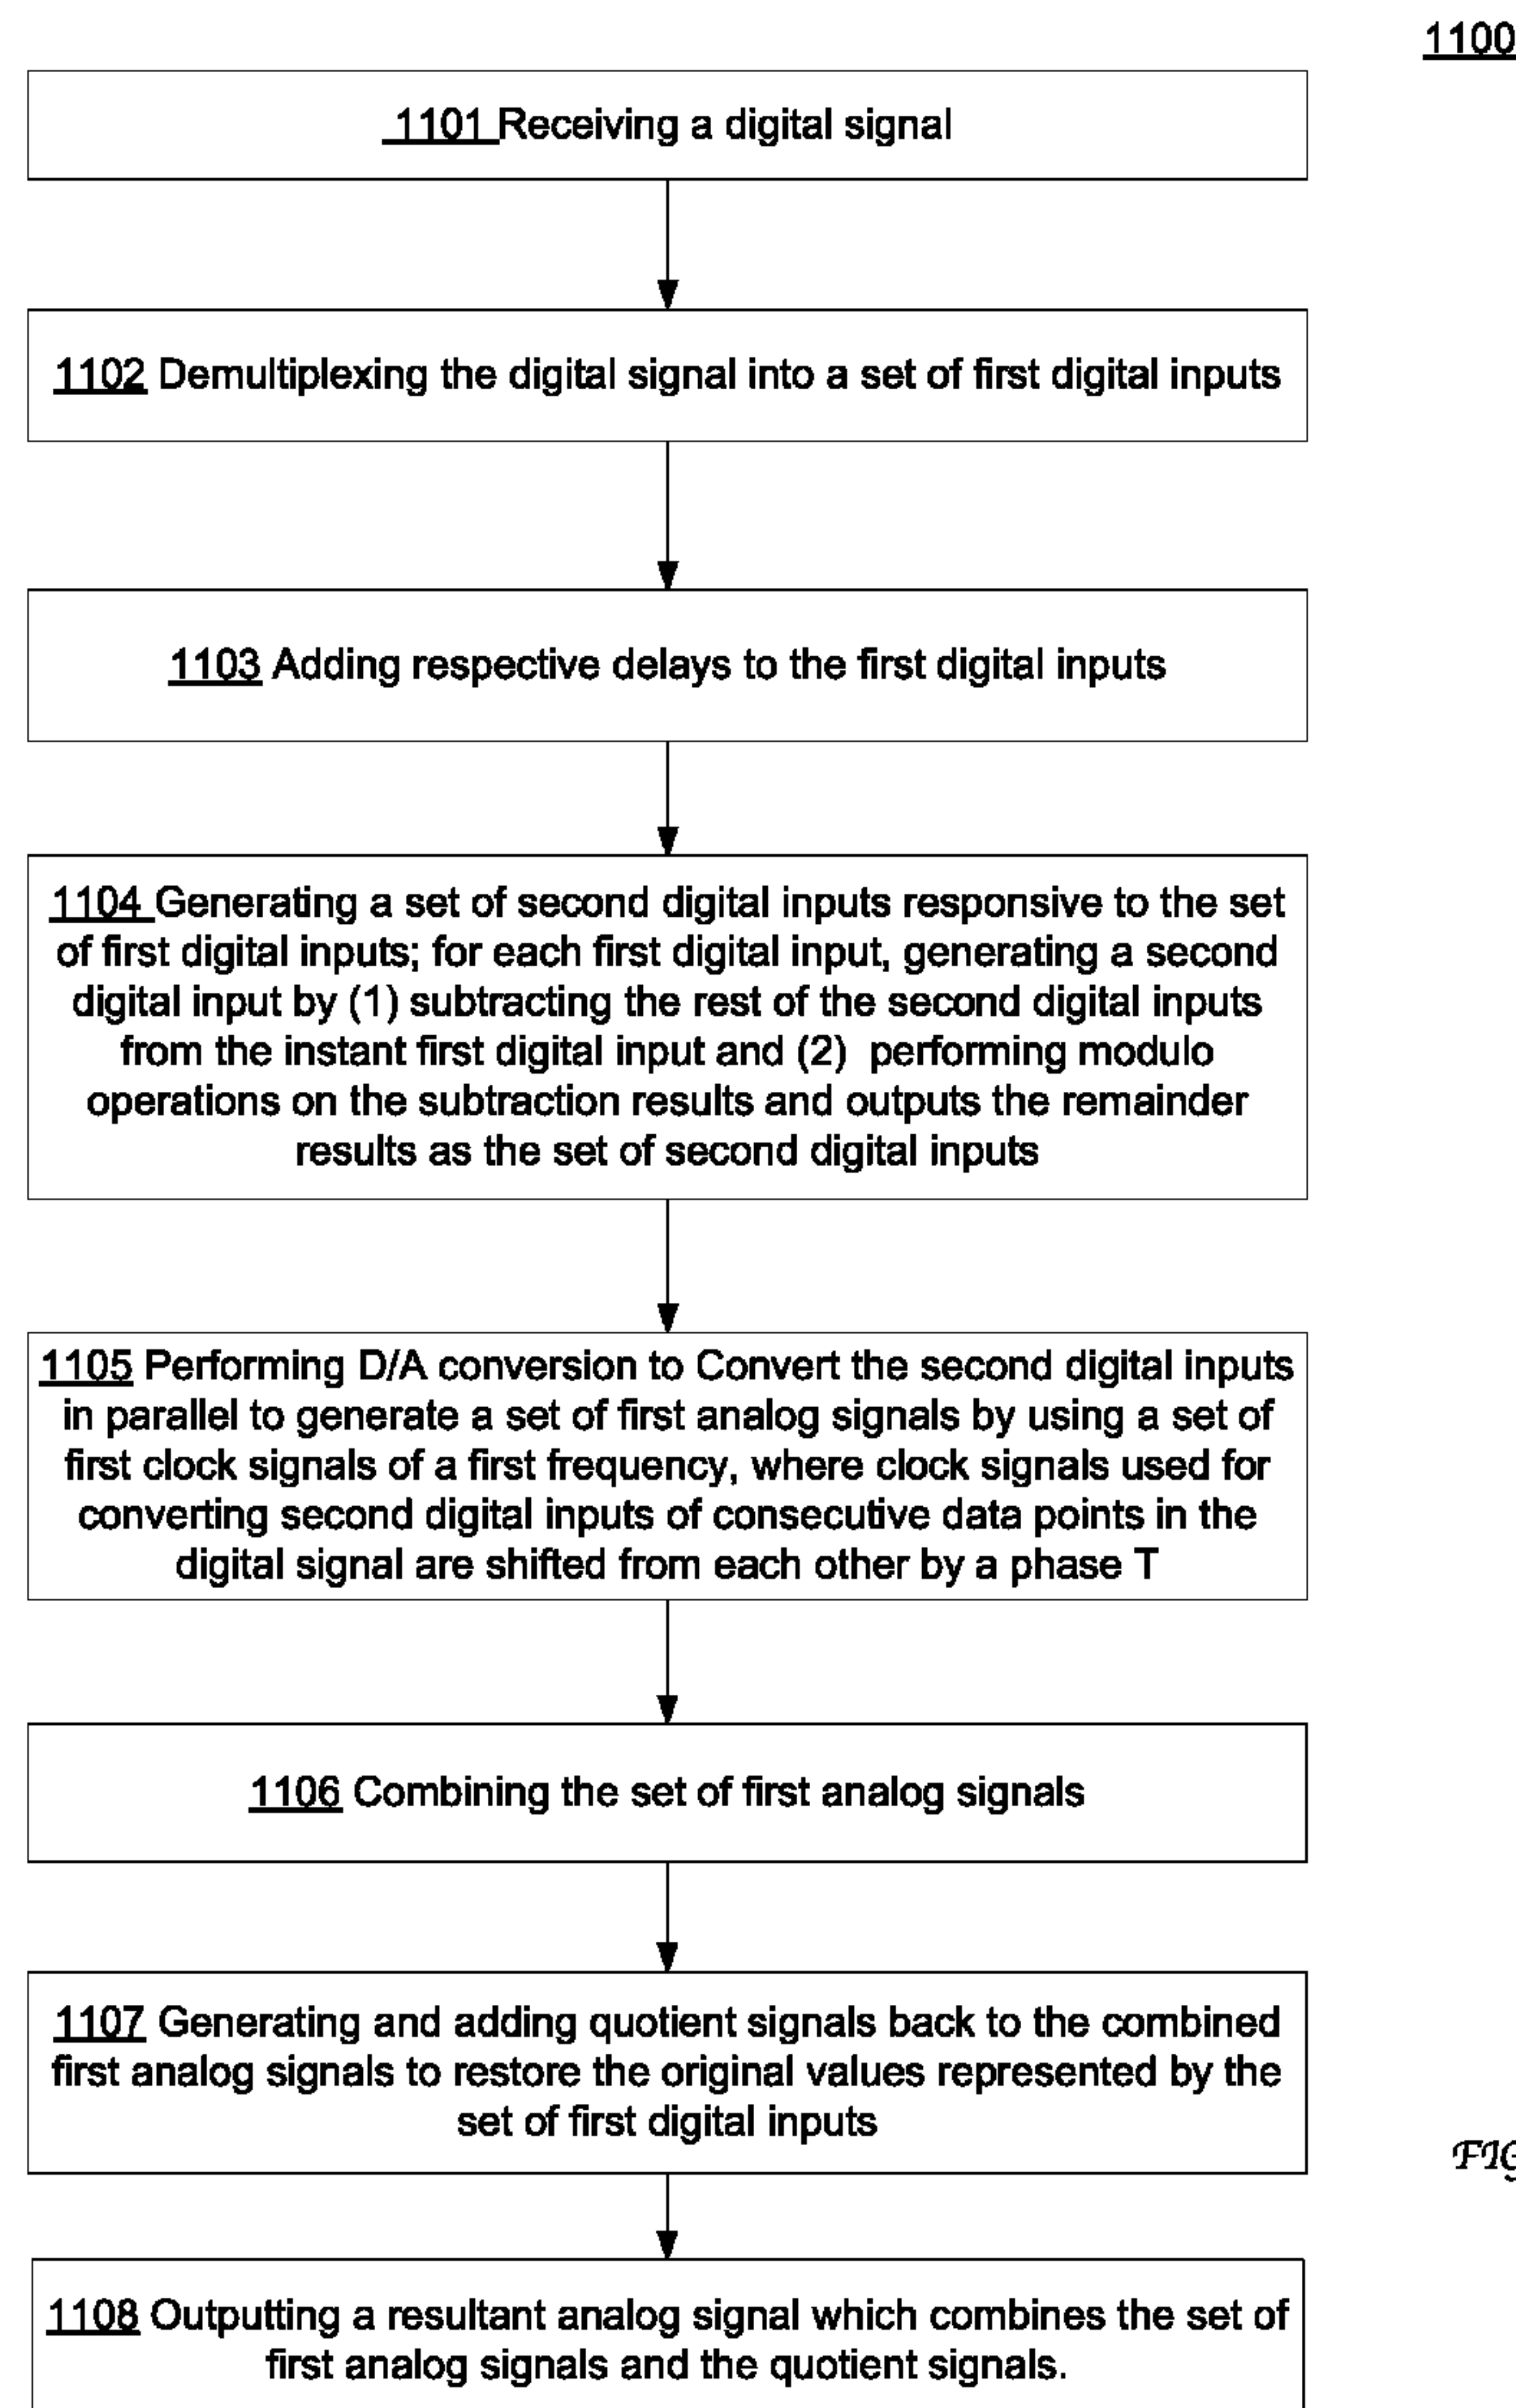 1100
1101 Receiving a digital signal
1102 Demultiplexing the digital signal into a set of first digital inputs
1103 Adding respective delays to the first digital inputs
1104 Generating a set of second digital inputs responsive to the set
of first digital inputs; for each first digital input, generating a second
digital input by (1) subtracting the rest of the second digital inputs
from the instant first digital input and (2) performing modulo
operations on the subtraction results and outputs the remainder
results as the set of second digital inputs
1105 Performing D/A conversion to Convert the second digital inputs
in parallel to generate a set of first analog signals by using a set of
first clock signals of a first frequency, where clock signals used for
converting second digital inputs of consecutive data points in the
digital signal are shifted from each other by a phase T
1106 Combining the set of first analog signals
1107 Generating and adding quotient signals back to the combined
first analog signals to restore the original values represented by the
set of first digital inputs
1108 Outputting a resultant analog signal which combines the set of
first analog signals and the quotient signals.